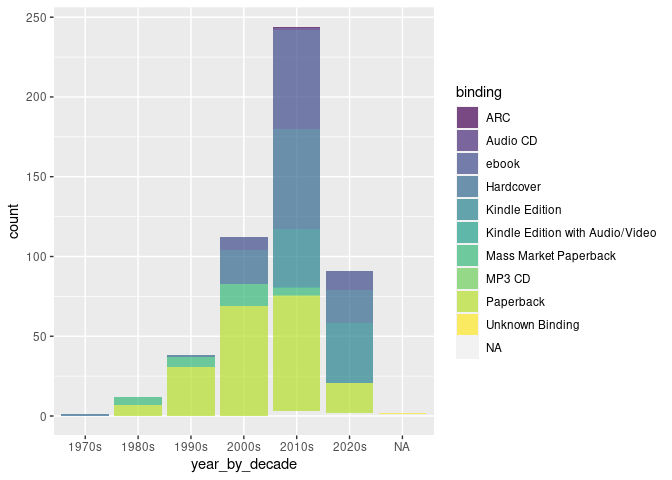 250
200
150
100
50
0
count
1970s 1980s 1990s 2000s 2010s 2020s NA
year_by_decade
binding
ARC
Audio CD
ebook
Hardcover
Kindle Edition
Kindle Edition with Audio/Video
Mass Market Paperback
MP3 CD
Paperback
Unknown Binding
NA